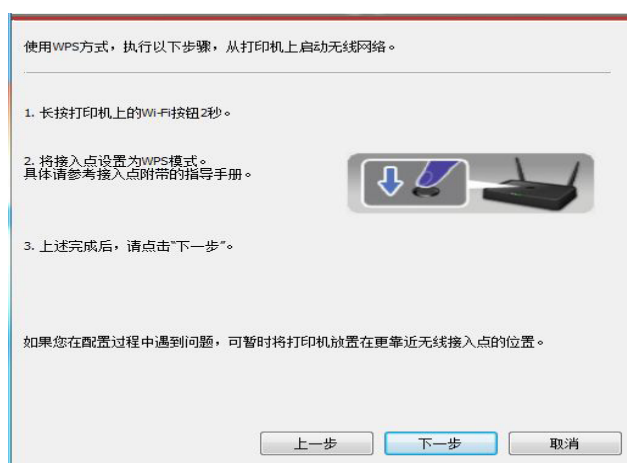 使用WPS方式，执行以下步骤，从打印机上启动无线网络。
1. 长按打印机上的Wi-Fi按钮2秒。
2. 将接入点设置为WPS模式。
具体请参考接入点附带的指导手册。
3. 上述完成后，请点击"下一步"。
如果您在配置过程中遇到问题，可暂时将打印机放置在更靠近无线接入点的位置。
上一步 下一步 取消